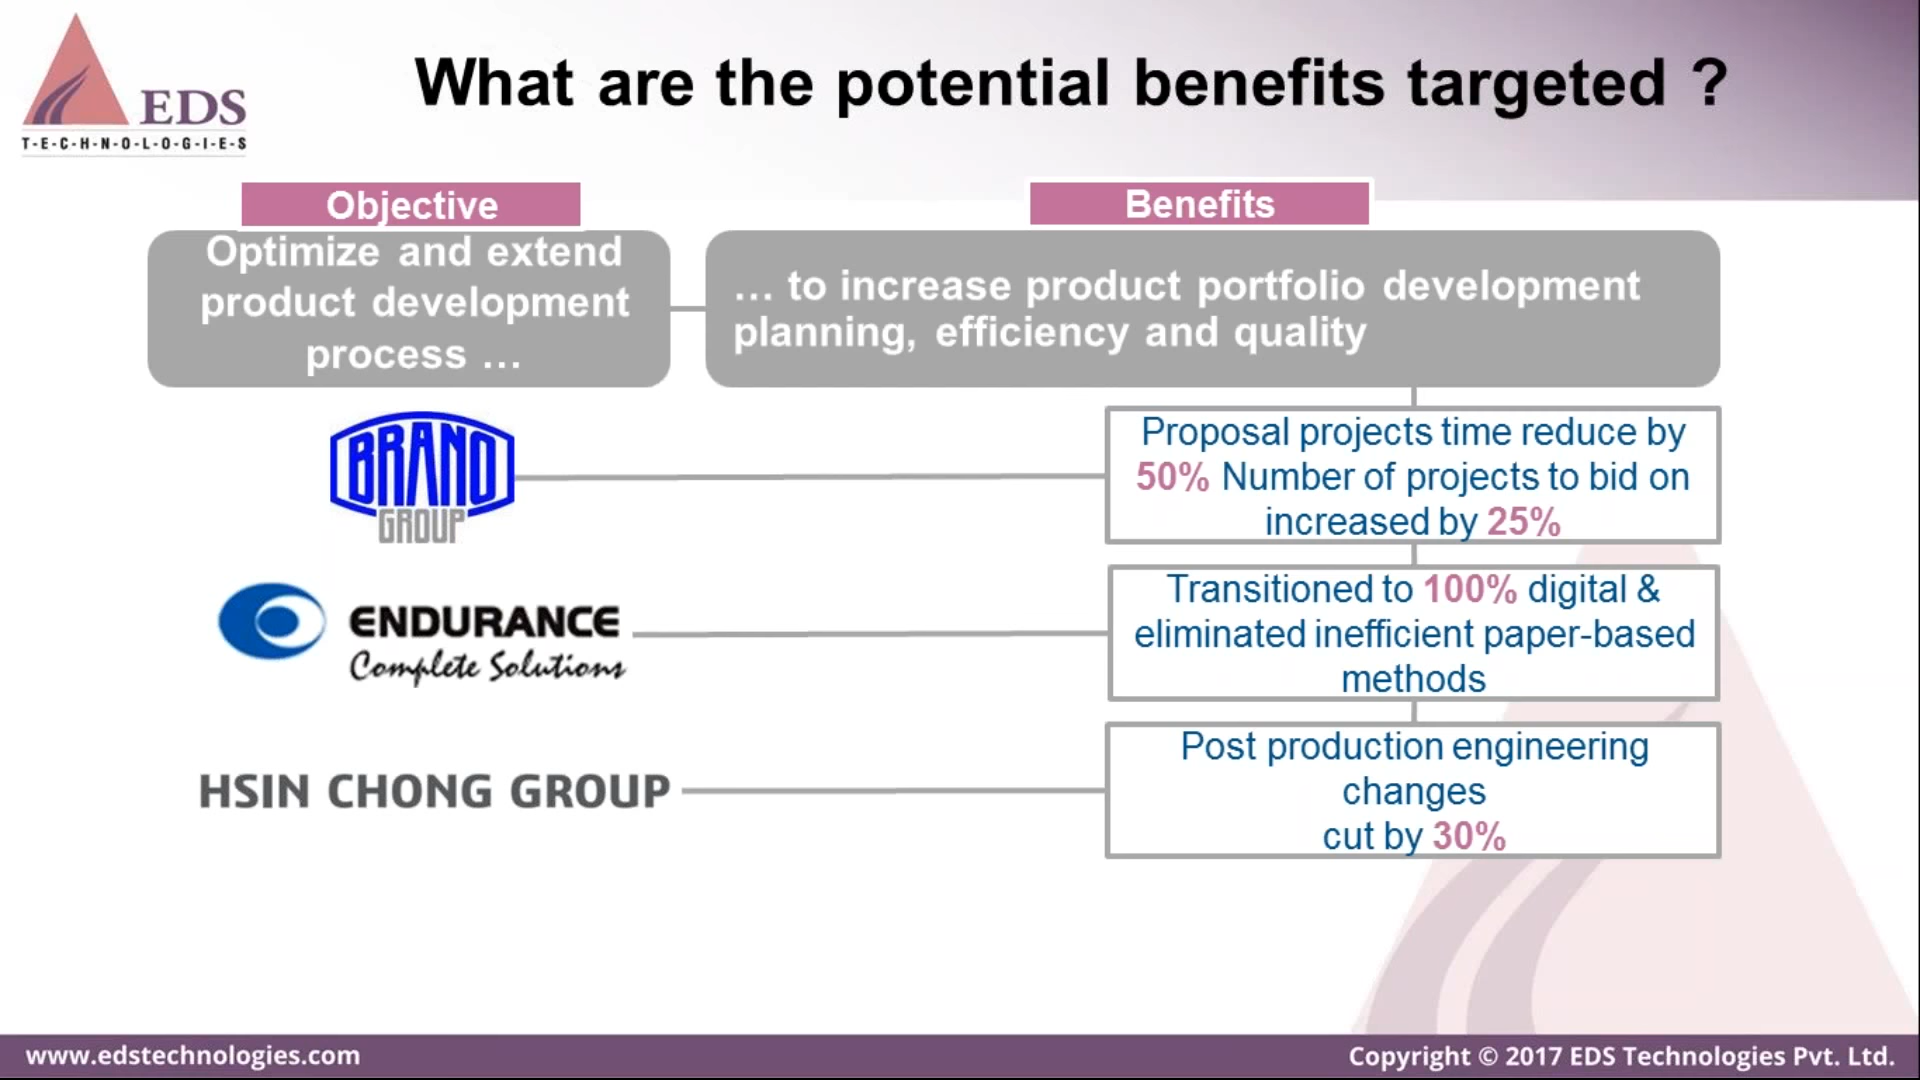 EDS
T-E-C-H-N-O-L-O-G-I-E-S
What are the potential benefits targeted ?
Objective
Benefits
Optimize and extend
product development
process ...
... to increase product portfolio development
planning, efficiency and quality
BRANO
GROUP
Proposal projects time reduce by
50% Number of projects to bid on
increased by 25%
ENDURANCE
Complete Solutions
Transitioned to 100% digital &
eliminated inefficient paper-based
methods
HSIN CHONG GROUP
Post production engineering
changes
cut by 30%
www.edstechnologies.com
Copyright © 2017 EDS Technologies Pvt. Ltd.